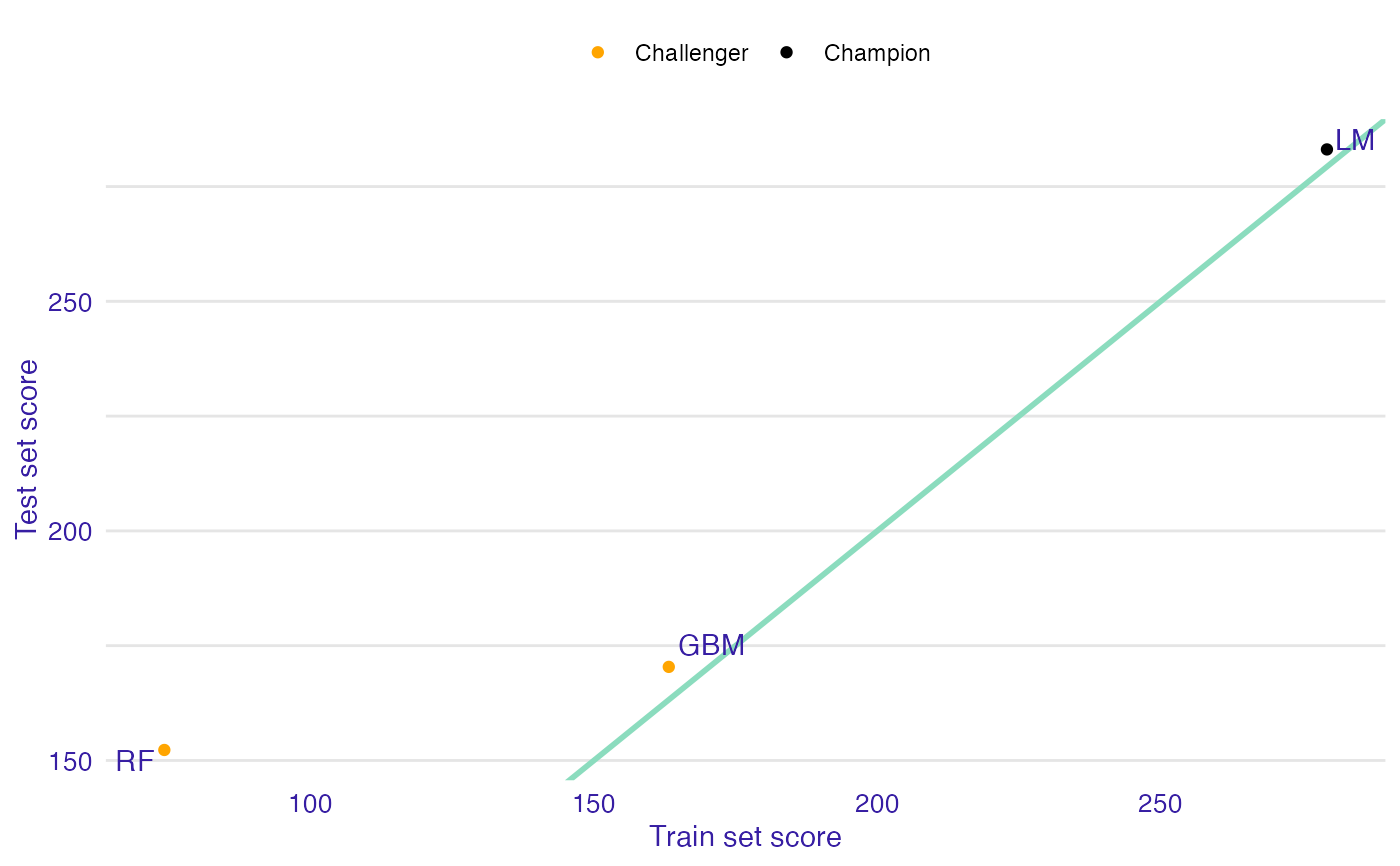 Challenger Champion
LM
250
Test set score
200
GBM
150
RF
100 150 200 250
Train set score